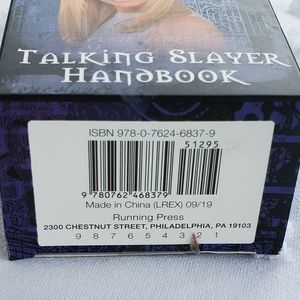 TALKING SLAYER
HANDBOOK
ISBN 978-0-7624-6837-9
51295
9 780762 468379
Made in China (LREX) 09/19
Running Press
2300 CHESTNUT STREET, PHILADELPHIA, PA 19103
9 8 7 6 5 4 3 2 1